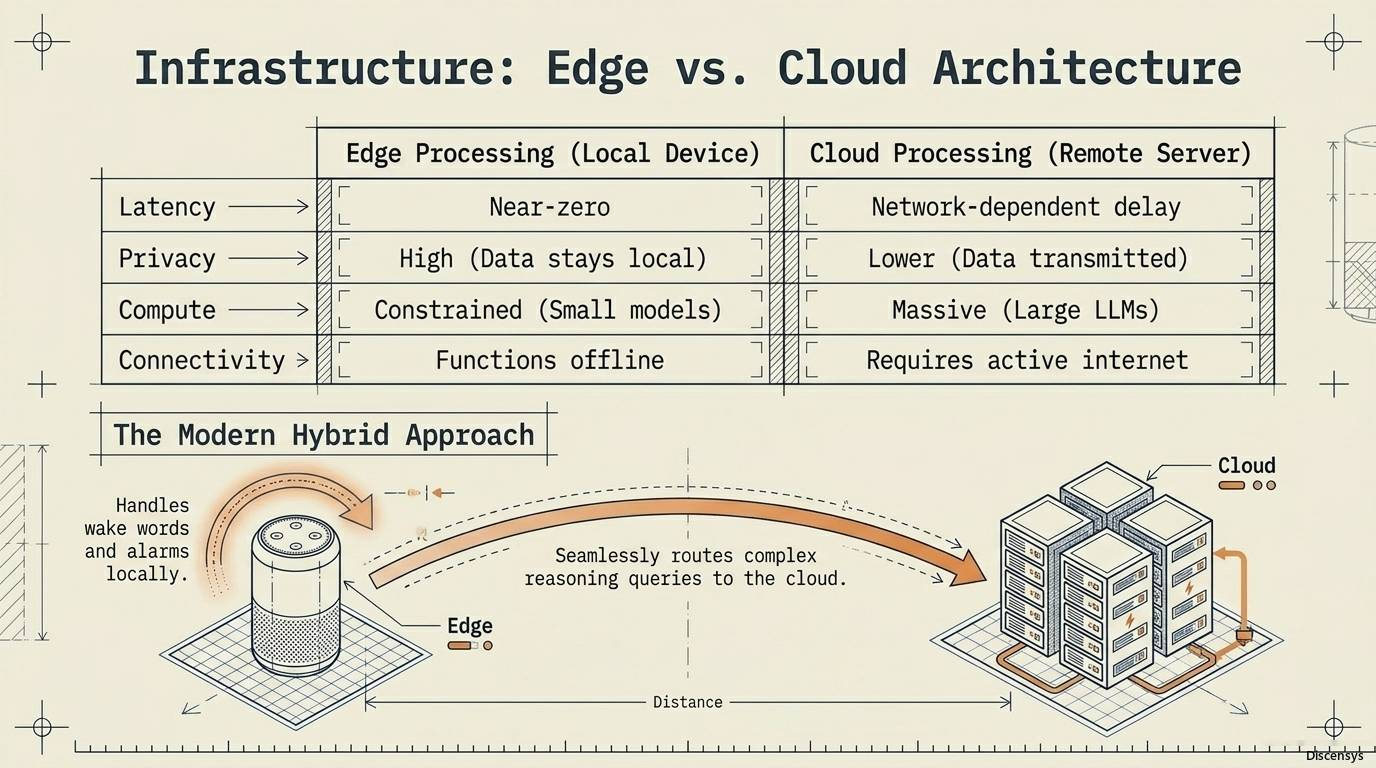 Infrastructure: Edge vs. Cloud Architecture
Edge Processing (Local Device) Cloud Processing (Remote Server)
Latency Near-zero Network-dependent delay
Privacy High (Data stays local) Lower (Data transmitted)
Compute Constrained (Small models) Massive (Large LLMs)
Connectivity Functions offline Requires active internet
The Modern Hybrid Approach
Handles
wake words
and alarms
locally.
Edge
Seamlessly routes complex
reasoning queries to the cloud.
Cloud
Distance
Discensys